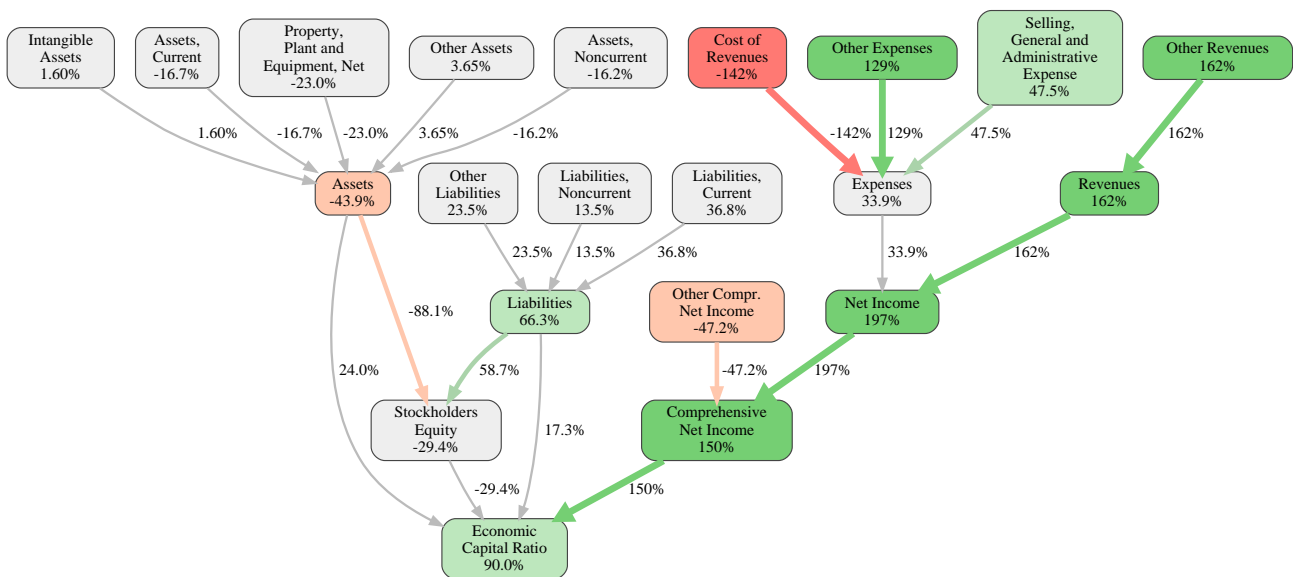 Intangible
Assets
1.60%
Assets,
Current
-16.7%
Property,
Plant and
Equipment, Net
-23.0%
Other Assets
3.65%
Assets,
Noncurrent
-16.2%
Cost of
Revenues
-142%
Other Expenses
129%
Selling,
General and
Administrative
Expense
47.5%
Other Revenues
162%
1.60%
-16.7%
-23.0%
3.65%
-16.2%
-142%
129%
47.5%
162%
Assets
-43.9%
Other
Liabilities
23.5%
Liabilities,
Noncurrent
13.5%
Liabilities,
Current
36.8%
Expenses
33.9%
Revenues
162%
23.5%
13.5%
36.8%
33.9%
162%
-88.1%
Liabilities
66.3%
Other Compr.
Net Income
-47.2%
Net Income
197%
24.0%
58.7%
-47.2%
197%
Stockholders
Equity
-29.4%
17.3%
Comprehensive
Net Income
150%
-29.4%
150%
Economic
Capital Ratio
90.0%